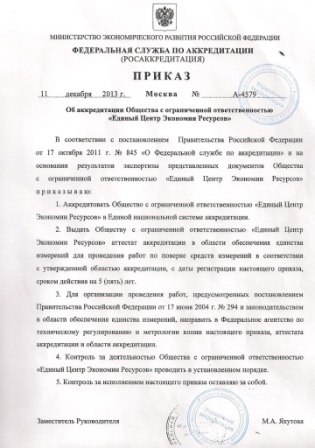 МИНИСТЕРСТВО ЭКОНОМИЧЕСКОГО РАЗВИТИЯ РОССИЙСКОЙ ФЕДЕРАЦИИ
ФЕДЕРАЛЬНАЯ СЛУЖБА ПО АККРЕДИТАЦИИ
(РОСАККРЕДИТАЦИЯ)
ПРИКАЗ
11 декабря 2013 г. Москва № А-4579
Об аккредитации Общества с ограниченной ответственностью
«Единый Центр Экономии Ресурсов»
В соответствии с постановлением Правительства Российской Федерации
от 17 октября 2011 г. № 845 «О Федеральной службе по аккредитации» и на
основании результатов экспертизы представленных документов Общества
с ограниченной ответственностью «Единый Центр Экономии Ресурсов»
приказываю:
1. Аккредитовать Общество с ограниченной ответственностью «Единый Центр
Экономии Ресурсов» в Единой национальной системе аккредитации.
2. Выдать Обществу с ограниченной ответственностью «Единый Центр
Экономии Ресурсов» аттестат аккредитации в области обеспечения единства
измерений для проведения работ по поверке средств измерений в соответствии
с утвержденной областью аккредитации, с даты регистрации настоящего приказа,
сроком действия на 5 (пять) лет.
3. Для организации проведения работ, предусмотренных постановлением
Правительства Российской Федерации от 17 июня 2004 г. № 294 и законодательством
в области обеспечения единства измерений, направить в Федеральное агентство по
техническому регулированию и метрологии копии настоящего приказа, аттестата
аккредитации и области аккредитации.
4. Контроль за деятельностью Общества с ограниченной ответственностью
«Единый Центр Экономии Ресурсов» проводить в установленном порядке.
5. Контроль за исполнением настоящего приказа оставляю за собой.
Заместитель Руководителя М.А. Якутова